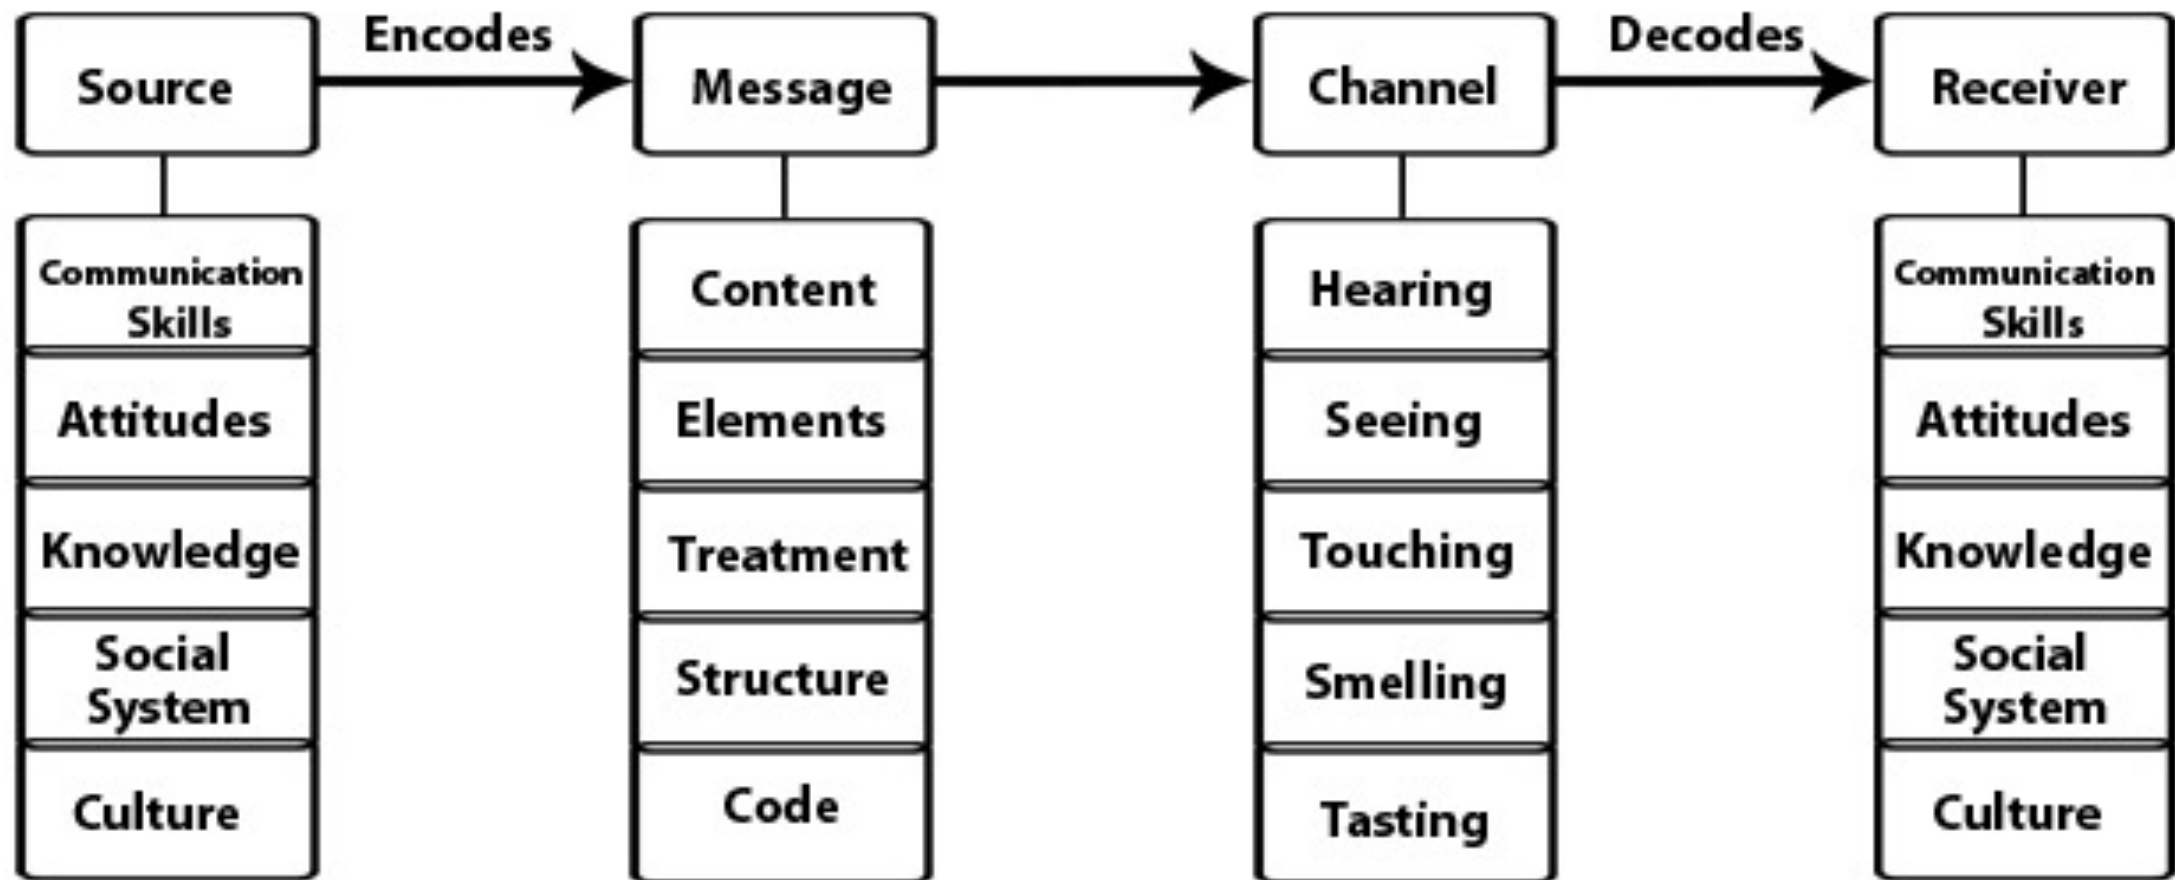 Source
Encodes
Message
Channel
Decodes
Receiver
Communication
Skills
Attitudes
Knowledge
Social
System
Culture
Content
Elements
Treatment
Structure
Code
Hearing
Seeing
Touching
Smelling
Tasting
Communication
Skills
Attitudes
Knowledge
Social
System
Culture